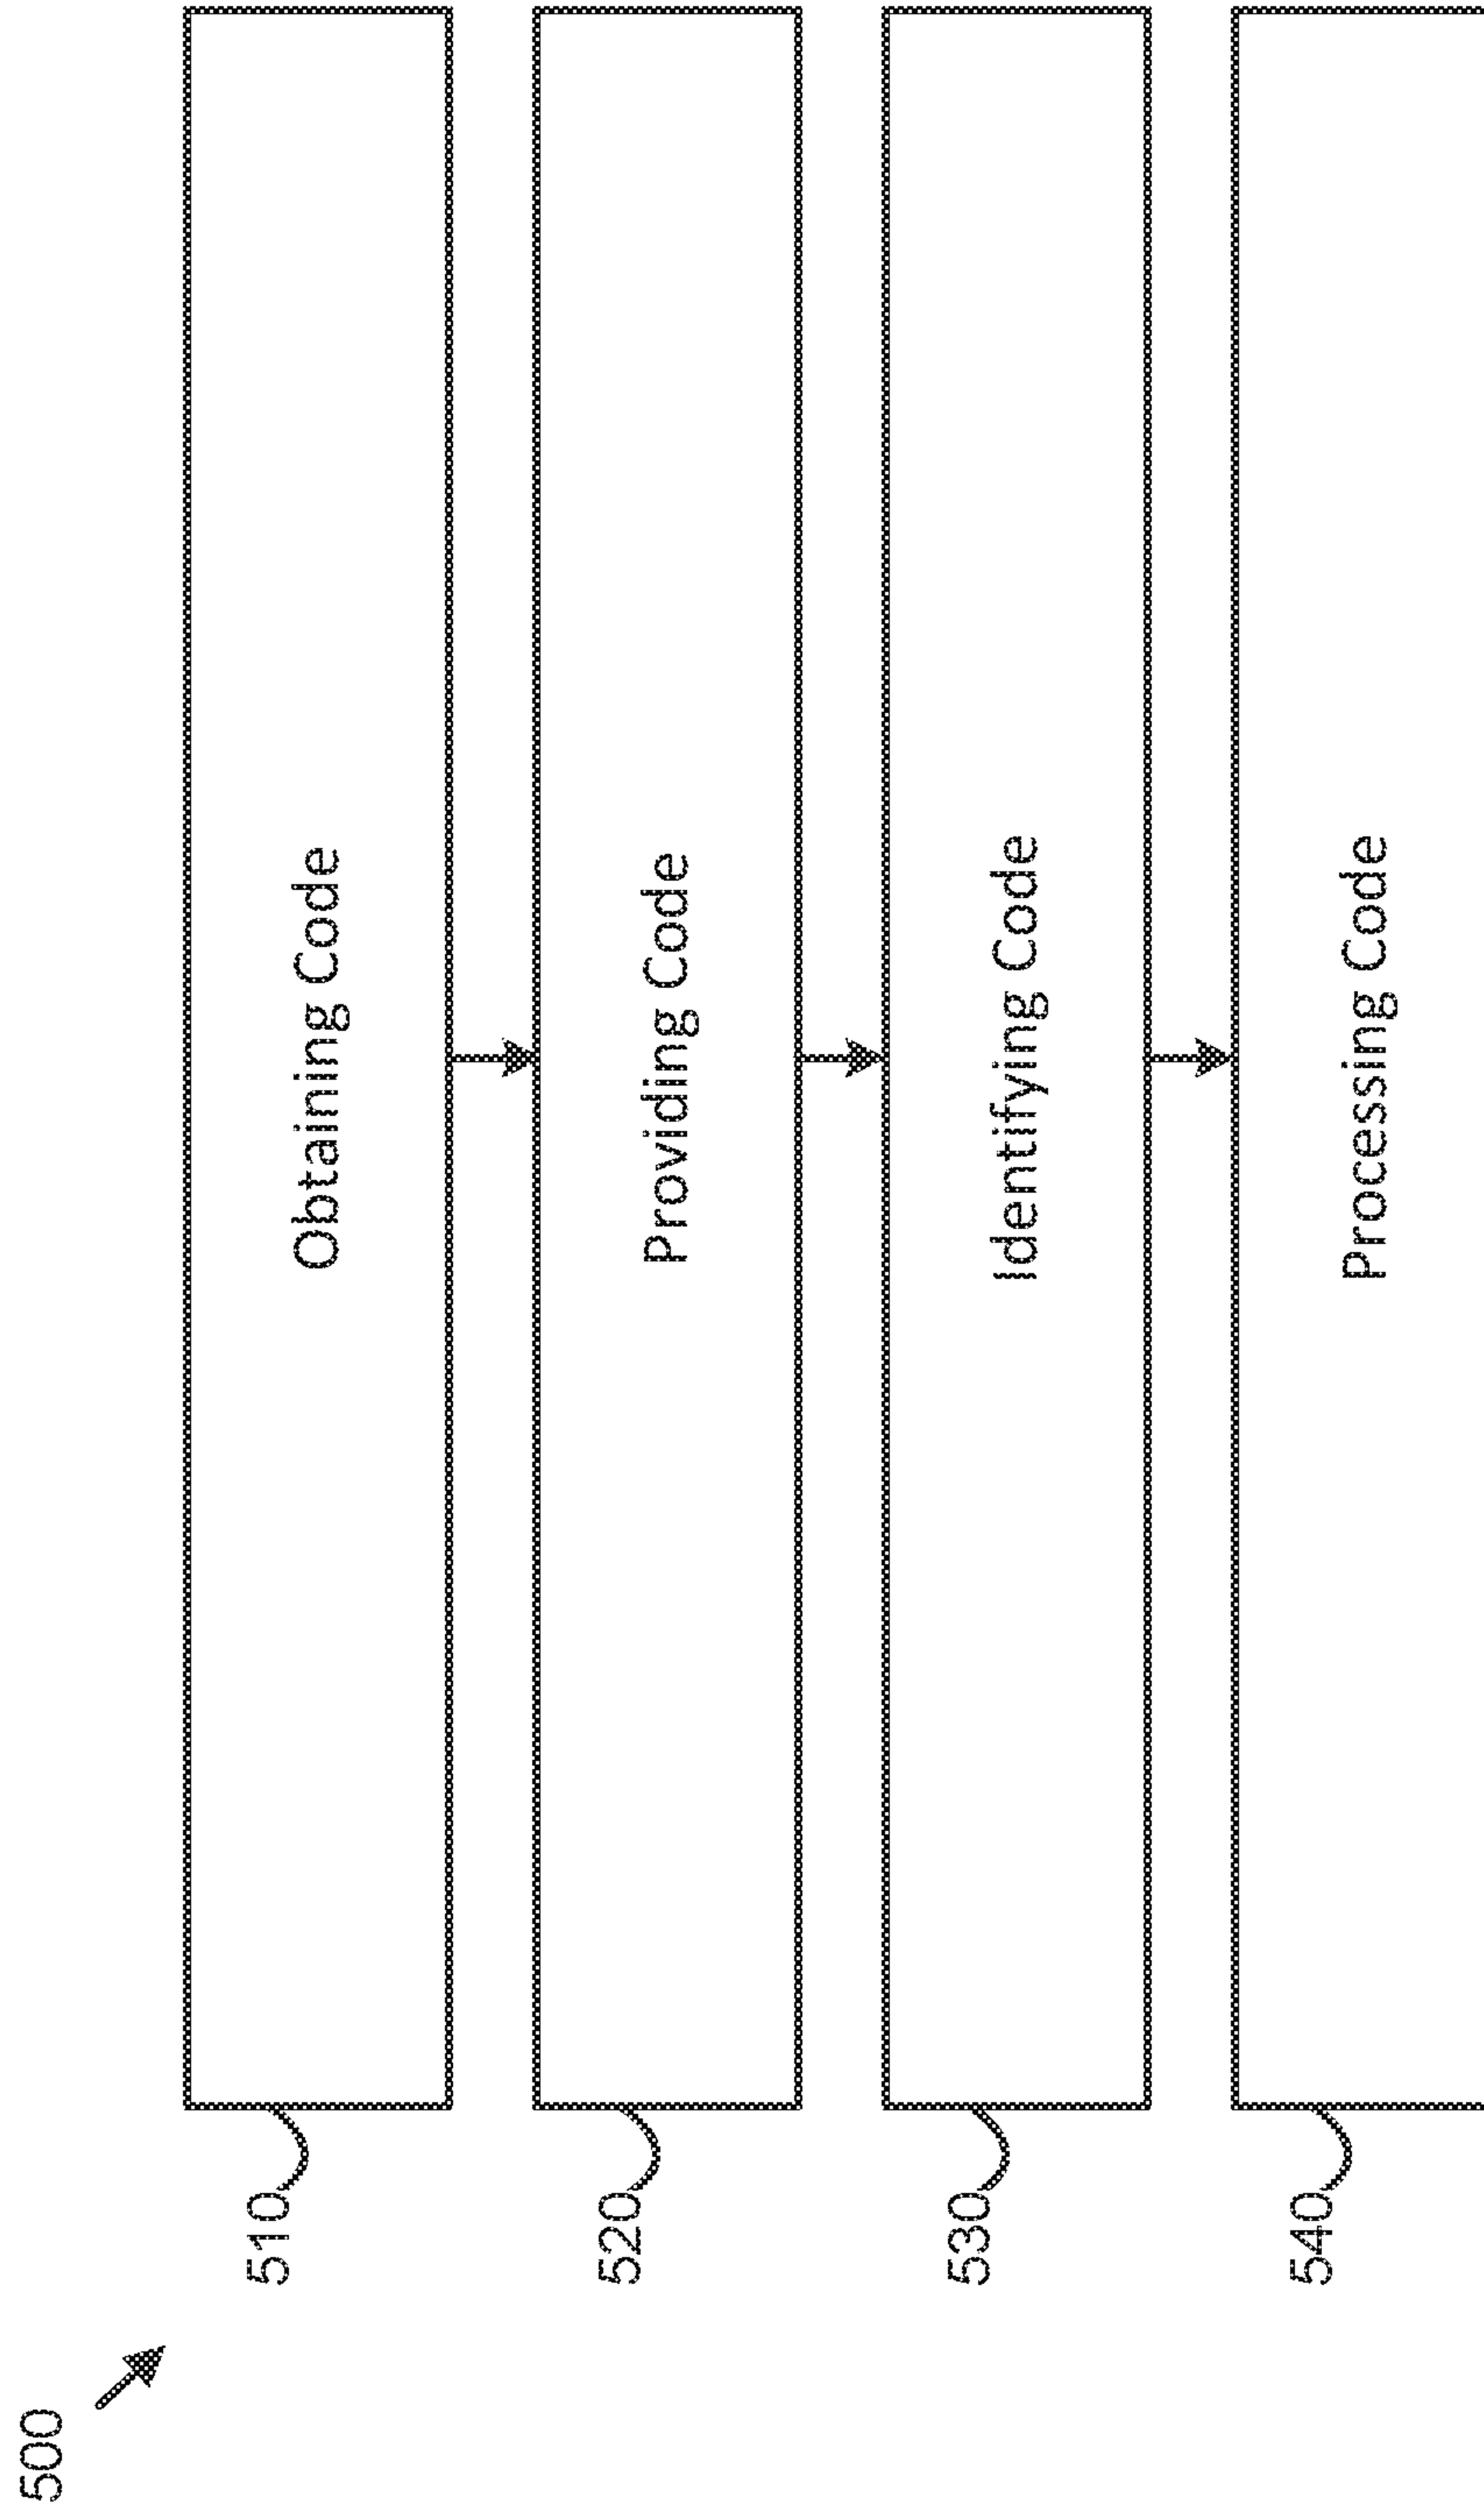 500
510
Obtaining Code
520
Providing Code
530
Identifying Code
540
Processing Code